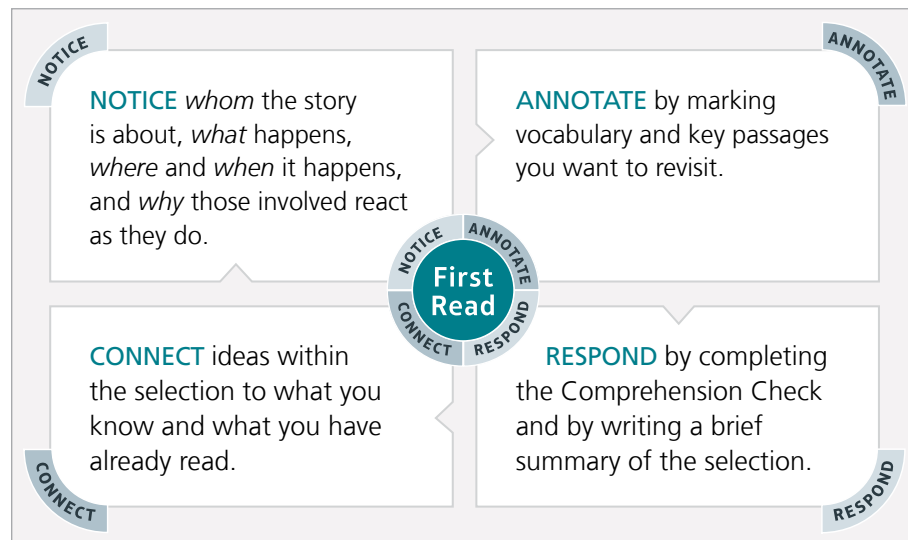 NOTICE
NOTICE whom the story
is about, what happens,
where and when it happens,
and why those involved react
as they do.
ANNOTATE
ANNOTATE by marking
vocabulary and key passages
you want to revisit.
NOTICE
ANNOTATE
First
Read
CONNECT
RESPOND
CONNECT ideas within
the selection to what you
know and what you have
already read.
CONNECT
RESPOND by completing
the Comprehension Check
and by writing a brief
summary of the selection.
RESPOND